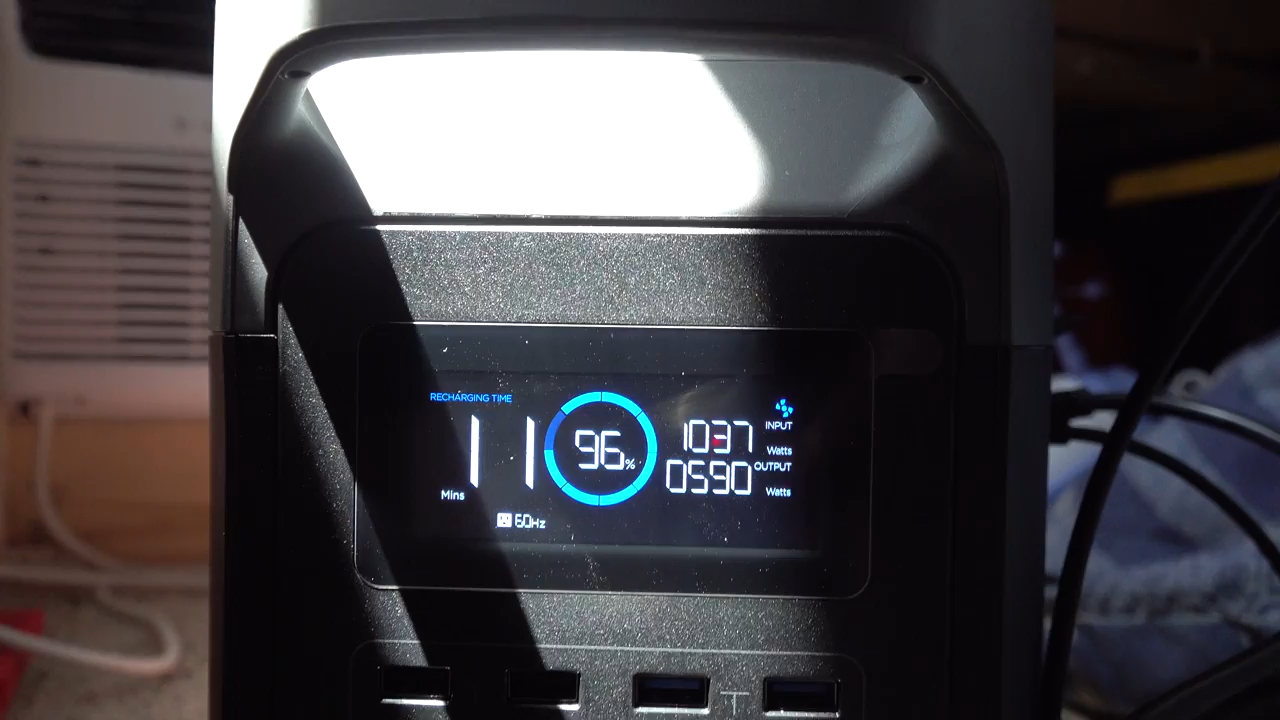 RECHARGING TIME
11
Mins
96%
1037
INPUT
Watts
0590
OUTPUT
Watts
60Hz